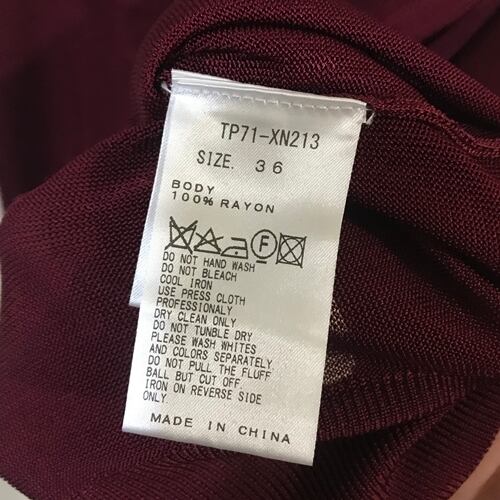 TP71-XN213
SIZE. 36
BODY
100% RAYON
F
DO NOT HAND WASH
DO NOT BLEACH
COOL IRON
USE PRESS CLOTH
PROFESSIONALY
DRY CLEAN ONLY
DO NOT TUMBLE DRY
PLEASE WASH WHITES
AND COLORS SEPARATELY.
DO NOT PULL THE FLUFF
BALL BUT CUT OFF.
IRON ON REVERSE SIDE
ONLY
MADE IN CHINA